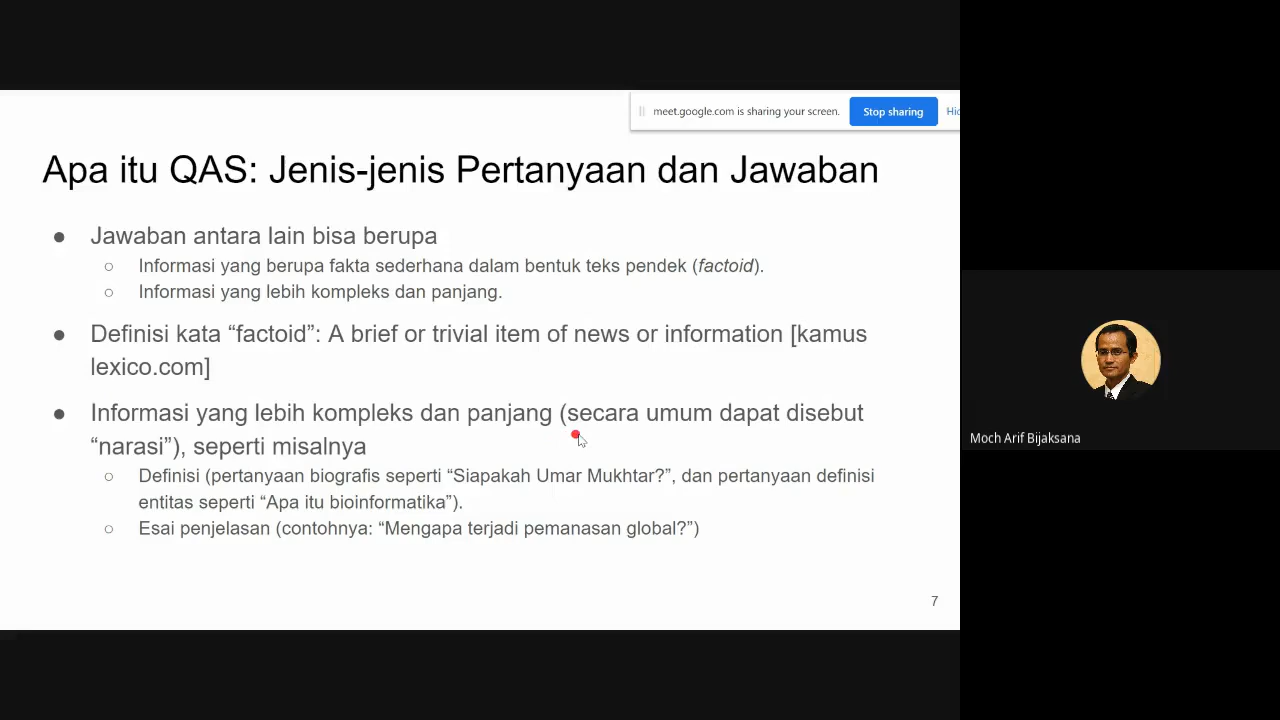 meet.google.com is sharing your screen. Stop sharing
Apa itu QAS: Jenis-jenis Pertanyaan dan Jawaban
● Jawaban antara lain bisa berupa
○ Informasi yang berupa fakta sederhana dalam bentuk teks pendek (factoid).
○ Informasi yang lebih kompleks dan panjang.
● Definisi kata “factoid”: A brief or trivial item of news or information [kamus
lexico.com]
● Informasi yang lebih kompleks dan panjang (secara umum dapat disebut
“narasi”), seperti misalnya
○ Definisi (pertanyaan biografis seperti “Siapakah Umar Mukhtar?”, dan pertanyaan definisi
entitas seperti “Apa itu bioinformatika”).
○ Esai penjelasan (contohnya: “Mengapa terjadi pemanasan global?”)
7
Moch Arif Bijaksana